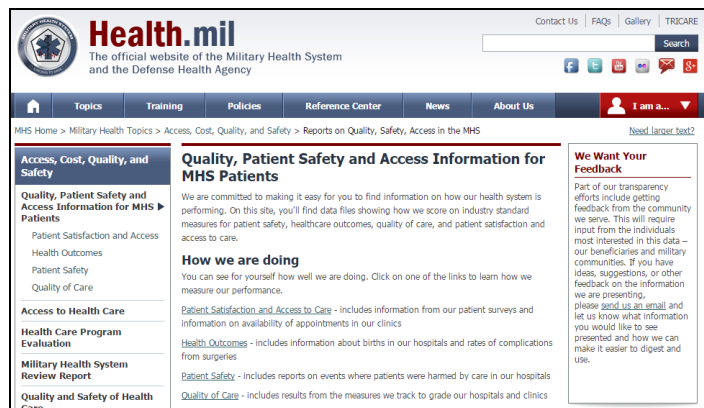 Contact Us | FAQs | Gallery | TRICARE
Health.mil
The official website of the Military Health System
and the Defense Health Agency
Search
Topics Training Policies Reference Center News About Us I am a...
MHS Home > Military Health Topics > Access, Cost, Quality, and Safety > Reports on Quality, Safety, Access in the MHS
Need larger text?
Access, Cost, Quality, and
Safety
Quality, Patient Safety and
Access Information for MHS
Patients
Patient Satisfaction and Access
Health Outcomes
Patient Safety
Quality of Care
Access to Health Care
Health Care Program
Evaluation
Military Health System
Review Report
Quality and Safety of Health
Care
Quality, Patient Safety and Access Information for
MHS Patients
We are committed to making it easy for you to find information on how our health system is
performing. On this site, you'll find data files showing how we score on industry standard
measures for patient safety, healthcare outcomes, quality of care, and patient satisfaction and
access to care.
How we are doing
You can see for yourself how well we are doing. Click on one of the links to learn how we
measure our performance.
Patient Satisfaction and Access to Care - includes information from our patient surveys and
information on availability of appointments in our clinics
Health Outcomes - includes information about births in our hospitals and rates of complications
from surgeries
Patient Safety - includes reports on events where patients were harmed by care in our hospitals
Quality of Care - includes results from the measures we track to grade our hospitals and clinics
We Want Your
Feedback
Part of our transparency
efforts include getting
feedback from the community
we serve. This will require
input from the individuals
most interested in this data –
our beneficiaries and military
communities. If you have
ideas, suggestions, or other
feedback on the information
we are presenting,
please send us an email and
let us know what information
you would like to see
presented and how we can
make it easier to digest and
use.